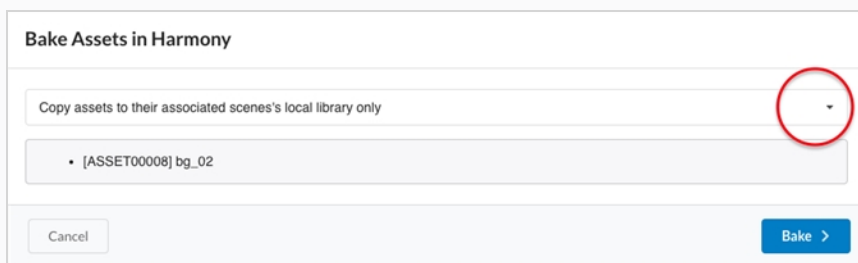 Bake Assets in Harmony
Copy assets to their associated scenes's local library only
• [ASSET00008] bg_02
Cancel
Bake >